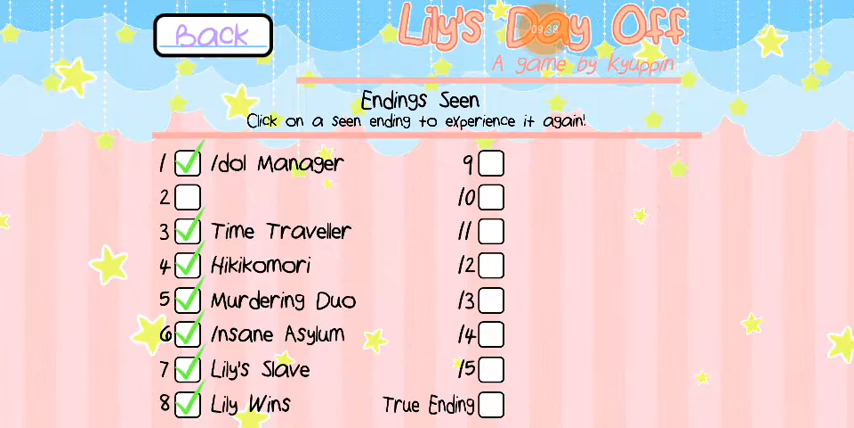 Back
Lily's Day Off
09:38
A game by Kyuppin
Endings Seen
Click on a seen ending to experience it again!
1 Idol Manager
2
3 Time Traveller
4 Hikikomori
5 Murdering Duo
6 Insane Asylum
7 Lily's Slave
8 Lily Wins
9
10
11
12
13
14
15
True Ending